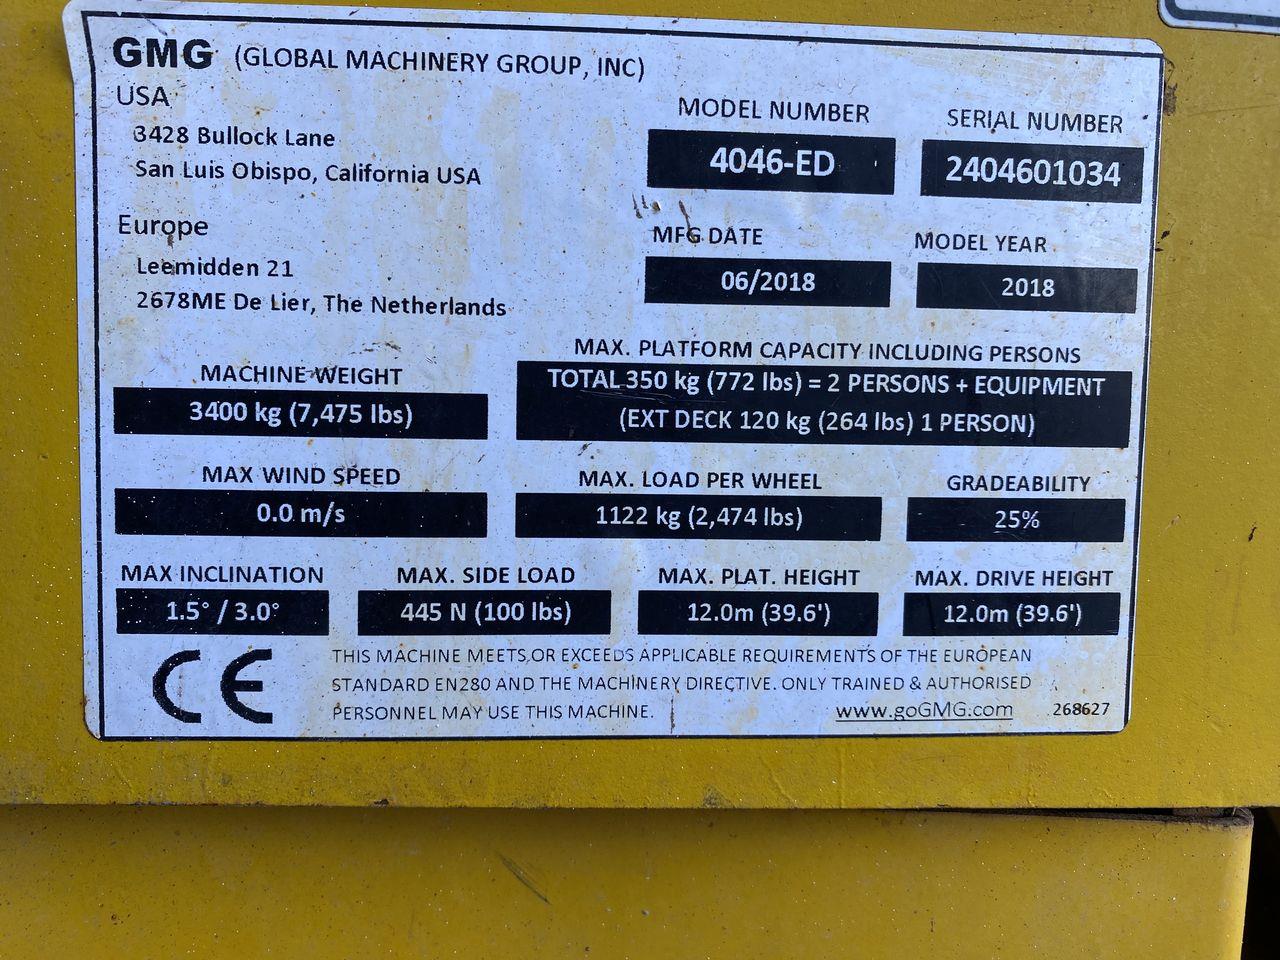 GMG (GLOBAL MACHINERY GROUP, INC)
USA
3428 Bullock Lane
San Luis Obispo, California USA
Europe
Leemidden 21
2678ME De Lier, The Netherlands
MODEL NUMBER
4046-ED
SERIAL NUMBER
2404601034
MFG DATE
06/2018
MODEL YEAR
2018
MACHINE WEIGHT
3400 kg (7,475 lbs)
MAX. PLATFORM CAPACITY INCLUDING PERSONS
TOTAL 350 kg (772 lbs) = 2 PERSONS + EQUIPMENT
(EXT DECK 120 kg (264 lbs) 1 PERSON)
MAX WIND SPEED
0.0 m/s
MAX. LOAD PER WHEEL
1122 kg (2,474 lbs)
GRADEABILITY
25%
MAX INCLINATION
1.5° / 3.0°
MAX. SIDE LOAD
445 N (100 lbs)
MAX. PLAT. HEIGHT
12.0m (39.6')
MAX. DRIVE HEIGHT
12.0m (39.6')
CE
THIS MACHINE MEETS OR EXCEEDS APPLICABLE REQUIREMENTS OF THE EUROPEAN
STANDARD EN280 AND THE MACHINERY DIRECTIVE. ONLY TRAINED & AUTHORISED
PERSONNEL MAY USE THIS MACHINE.
www.goGMG.com
268627